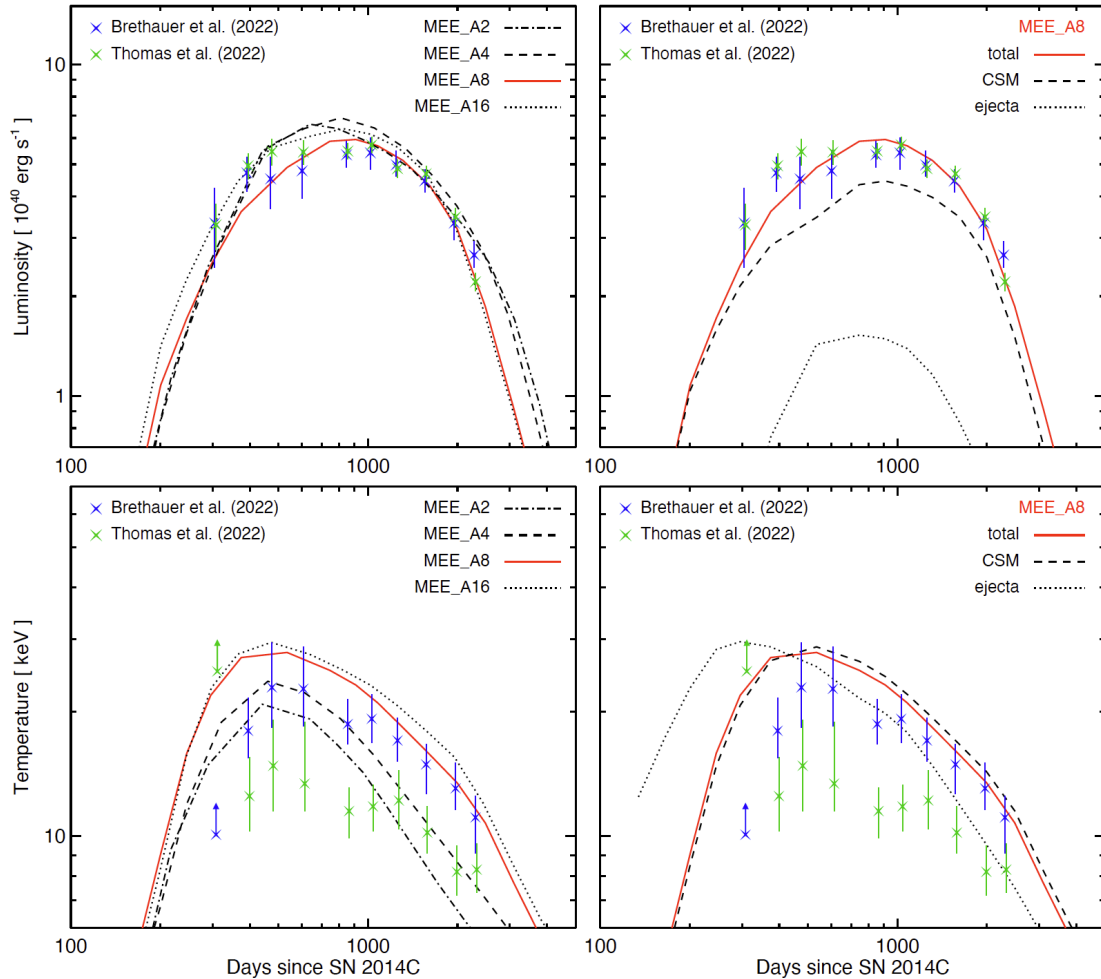 Brethauer et al. (2022)
Thomas et al. (2022)
MEE_A2
MEE_A4
MEE_A8
MEE_A16
10
1
Luminosity [ 10⁴⁰ erg s⁻¹ ]
100
1000
Brethauer et al. (2022)
Thomas et al. (2022)
MEE_A8
total
CSM
ejecta
100
1000
Brethauer et al. (2022)
Thomas et al. (2022)
MEE_A2
MEE_A4
MEE_A8
MEE_A16
10
Temperature [ keV ]
100
1000
Days since SN 2014C
Brethauer et al. (2022)
Thomas et al. (2022)
MEE_A8
total
CSM
ejecta
100
1000
Days since SN 2014C